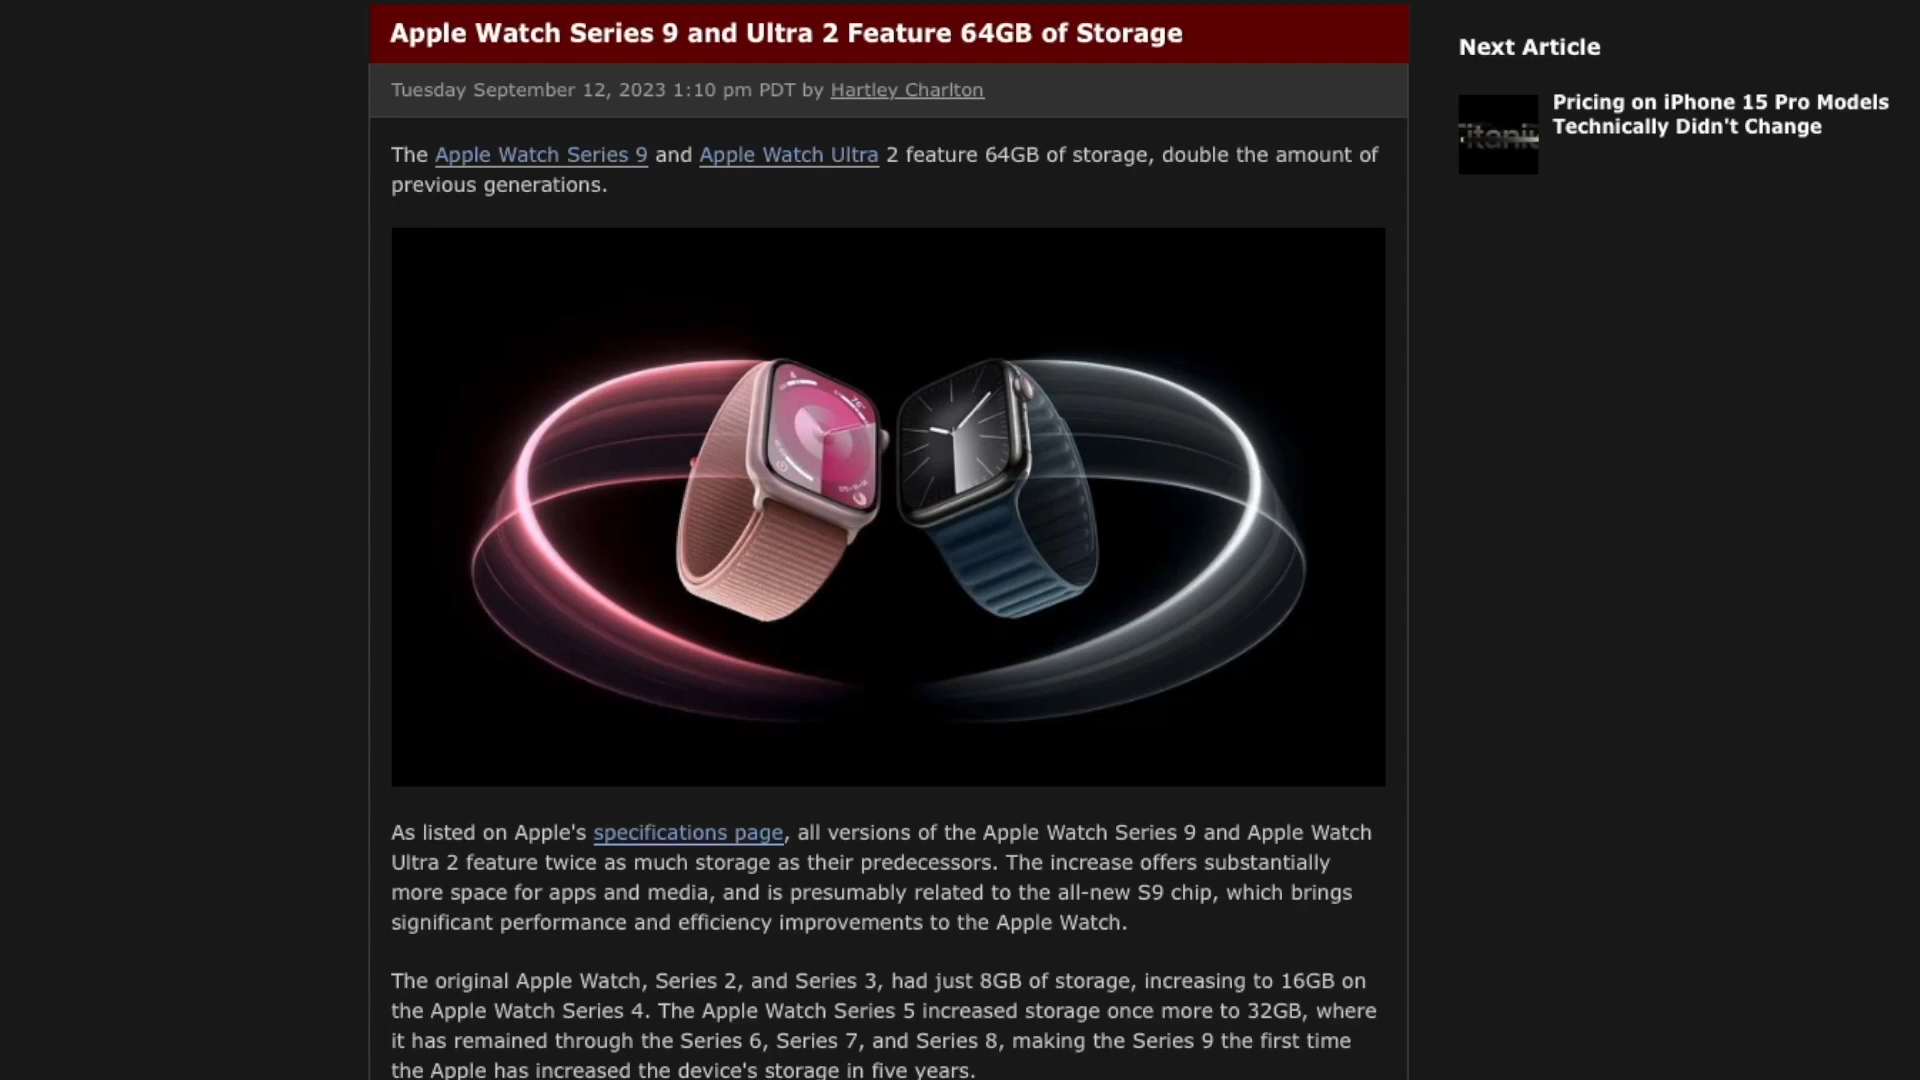 Apple Watch Series 9 and Ultra 2 Feature 64GB of Storage
Tuesday September 12, 2023 1:10 pm PDT by Hartley Charlton
The Apple Watch Series 9 and Apple Watch Ultra 2 feature 64GB of storage, double the amount of
previous generations.
As listed on Apple's specifications page, all versions of the Apple Watch Series 9 and Apple Watch
Ultra 2 feature twice as much storage as their predecessors. The increase offers substantially
more space for apps and media, and is presumably related to the all-new S9 chip, which brings
significant performance and efficiency improvements to the Apple Watch.
The original Apple Watch, Series 2, and Series 3, had just 8GB of storage, increasing to 16GB on
the Apple Watch Series 4. The Apple Watch Series 5 increased storage once more to 32GB, where
it has remained through the Series 6, Series 7, and Series 8, making the Series 9 the first time
the Apple has increased the device's storage in five years.
Next Article
Pricing on iPhone 15 Pro Models
Technically Didn't Change